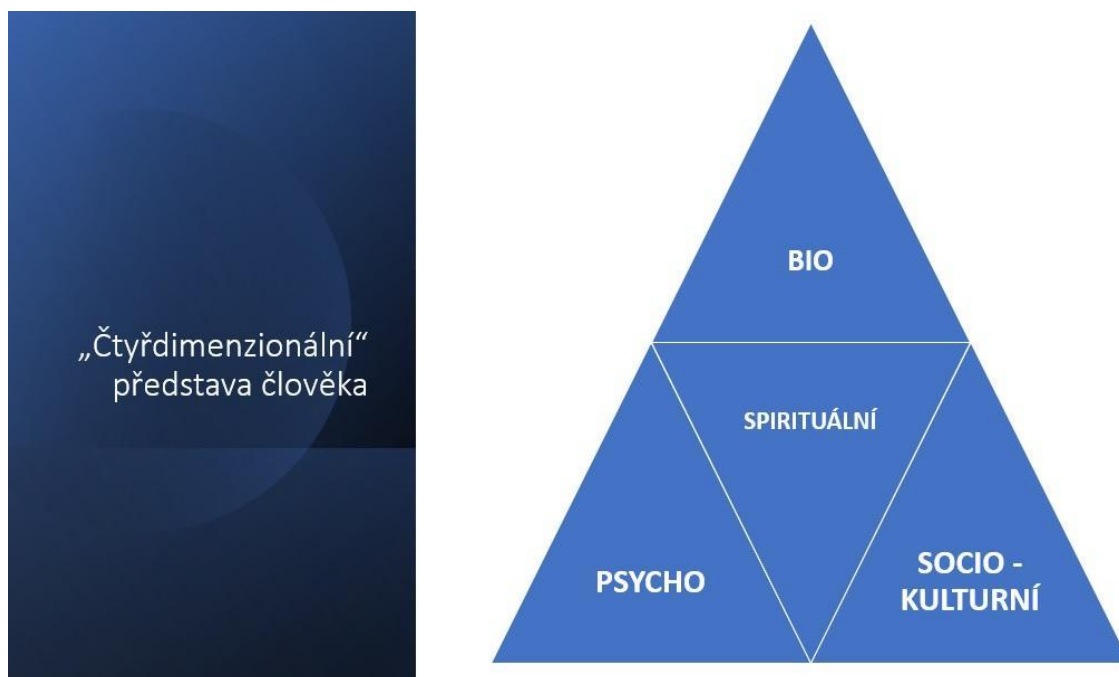 „Čtyřdimenzionální“
představa člověka
BIO
SPIRITUÁLNÍ
PSYCHO
SOCIO -
KULTURNÍ